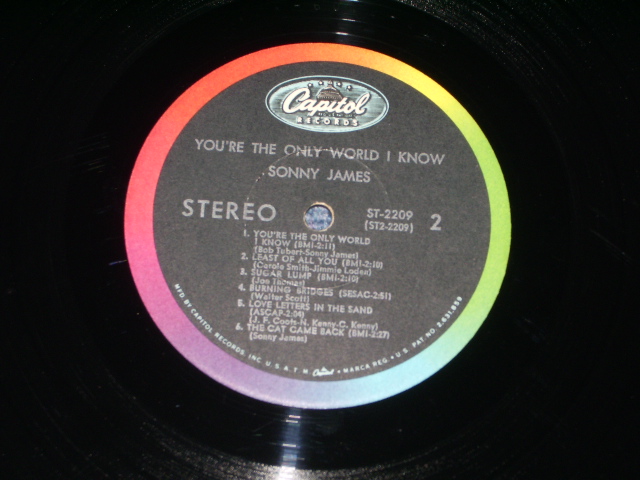 Capitol
RECORDS
YOU'RE THE ONLY WORLD I KNOW
SONNY JAMES
STEREO
ST-2209
(ST2-2209)
2
1. YOU'RE THE ONLY WORLD
I KNOW (BMI-2:11)
(Bob Tubert-Sonny James)
2. LEAST OF ALL YOU (BMI-2:10)
(Carole Smith-Jimmie Loden)
3. SUGAR LUMP (BMI-2:10)
(Joe Thomas)
4. BURNING BRIDGES (SESAC-2:51)
(Walter Scott)
5. LOVE LETTERS IN THE SAND
(ASCAP-2:04)
(J. F. Coots-N. Kenny-C. Kenny)
6. THE CAT CAME BACK (BMI-2:27)
(Sonny James)
MFD. BY CAPITOL RECORDS, INC. U.S.A. T.M. Capitol MARCA REG. • U.S. PAT. NO. 2,631,859